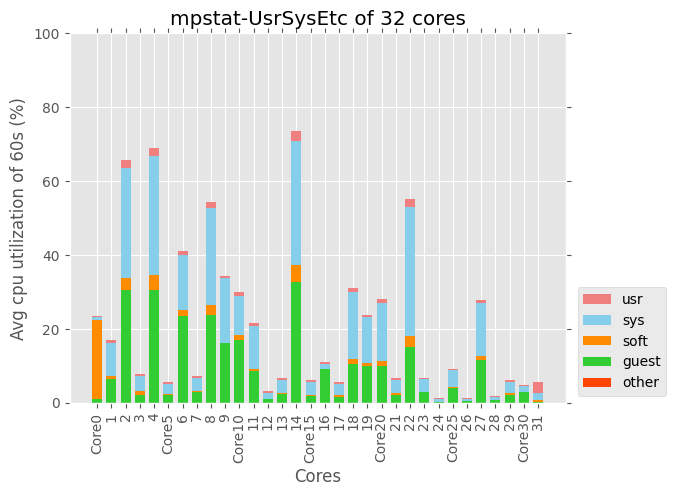 mpstat-UsrSysEtc of 32 cores
Avg cpu utilization of 60s (%)
100
80
60
40
20
0
Core0
1
2
3
4
Core5
6
7
8
9
Core10
11
12
13
14
Core15
16
17
18
19
Core20
21
22
23
24
Core25
26
27
28
29
Core30
31
Cores
usr
sys
soft
guest
other